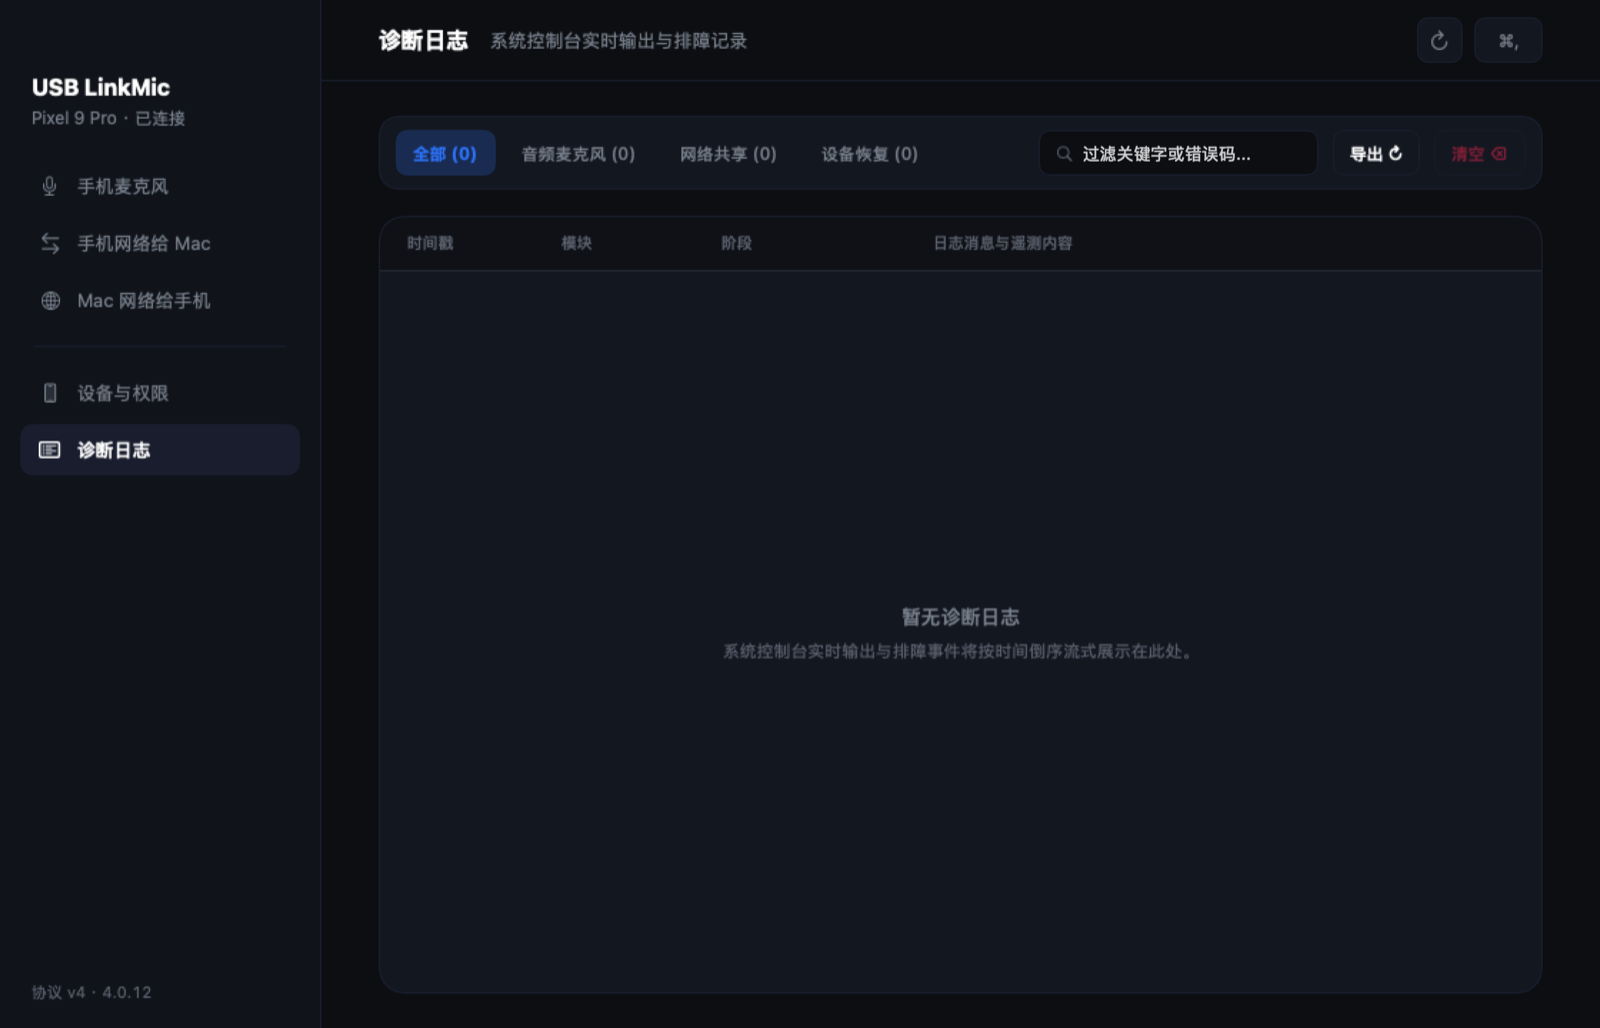 USB LinkMic
Pixel 9 Pro · 已连接
手机麦克风
手机网络给 Mac
Mac 网络给手机
设备与权限
诊断日志
协议 v4 · 4.0.12
诊断日志 系统控制台实时输出与排障记录
⌘,
全部 (0) 音频麦克风 (0) 网络共享 (0) 设备恢复 (0) 过滤关键字或错误码... 导出 清空
时间戳 模块 阶段 日志消息与遥测内容
暂无诊断日志
系统控制台实时输出与排障事件将按时间倒序流式展示在此处。